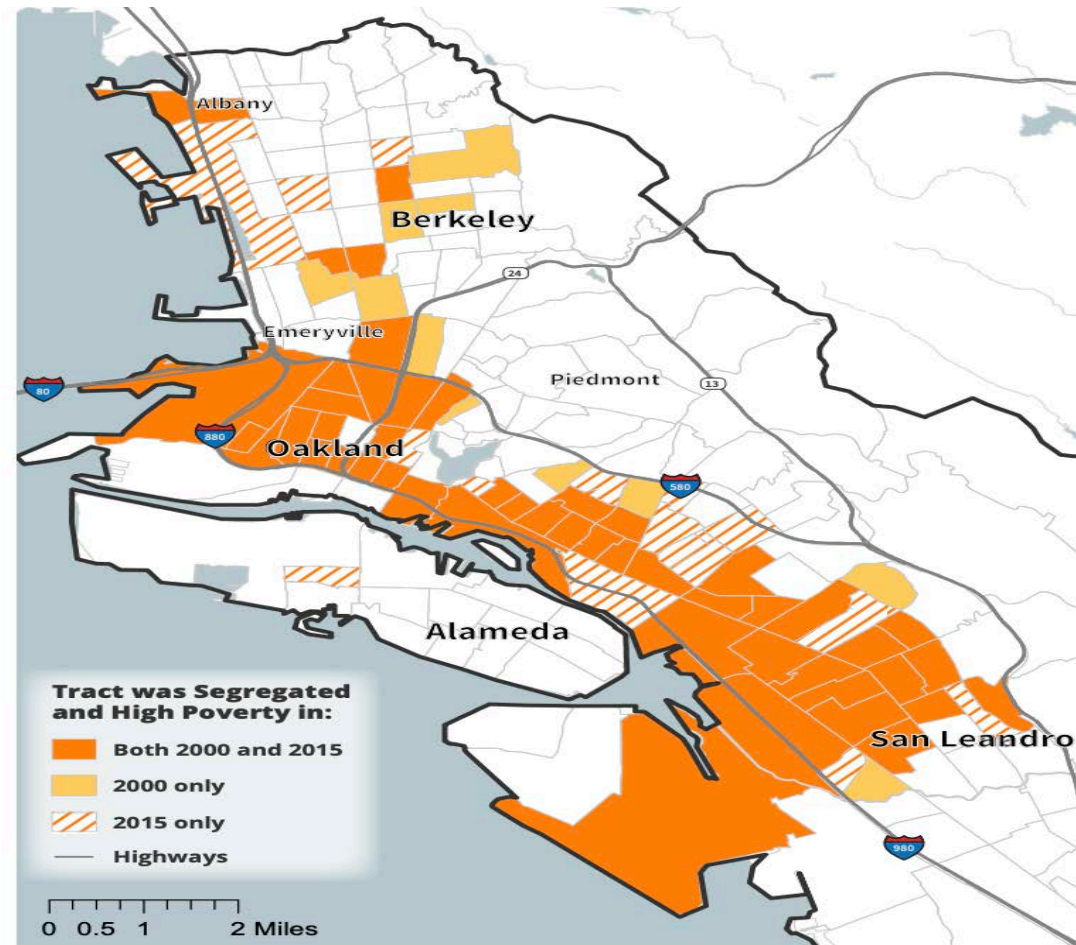 Albany
Berkeley
24
Emeryville
Piedmont
80
13
880
Oakland
580
Alameda
Tract was Segregated
and High Poverty in:
Both 2000 and 2015
2000 only
2015 only
Highways
San Leandro
980
0 0.5 1 2 Miles